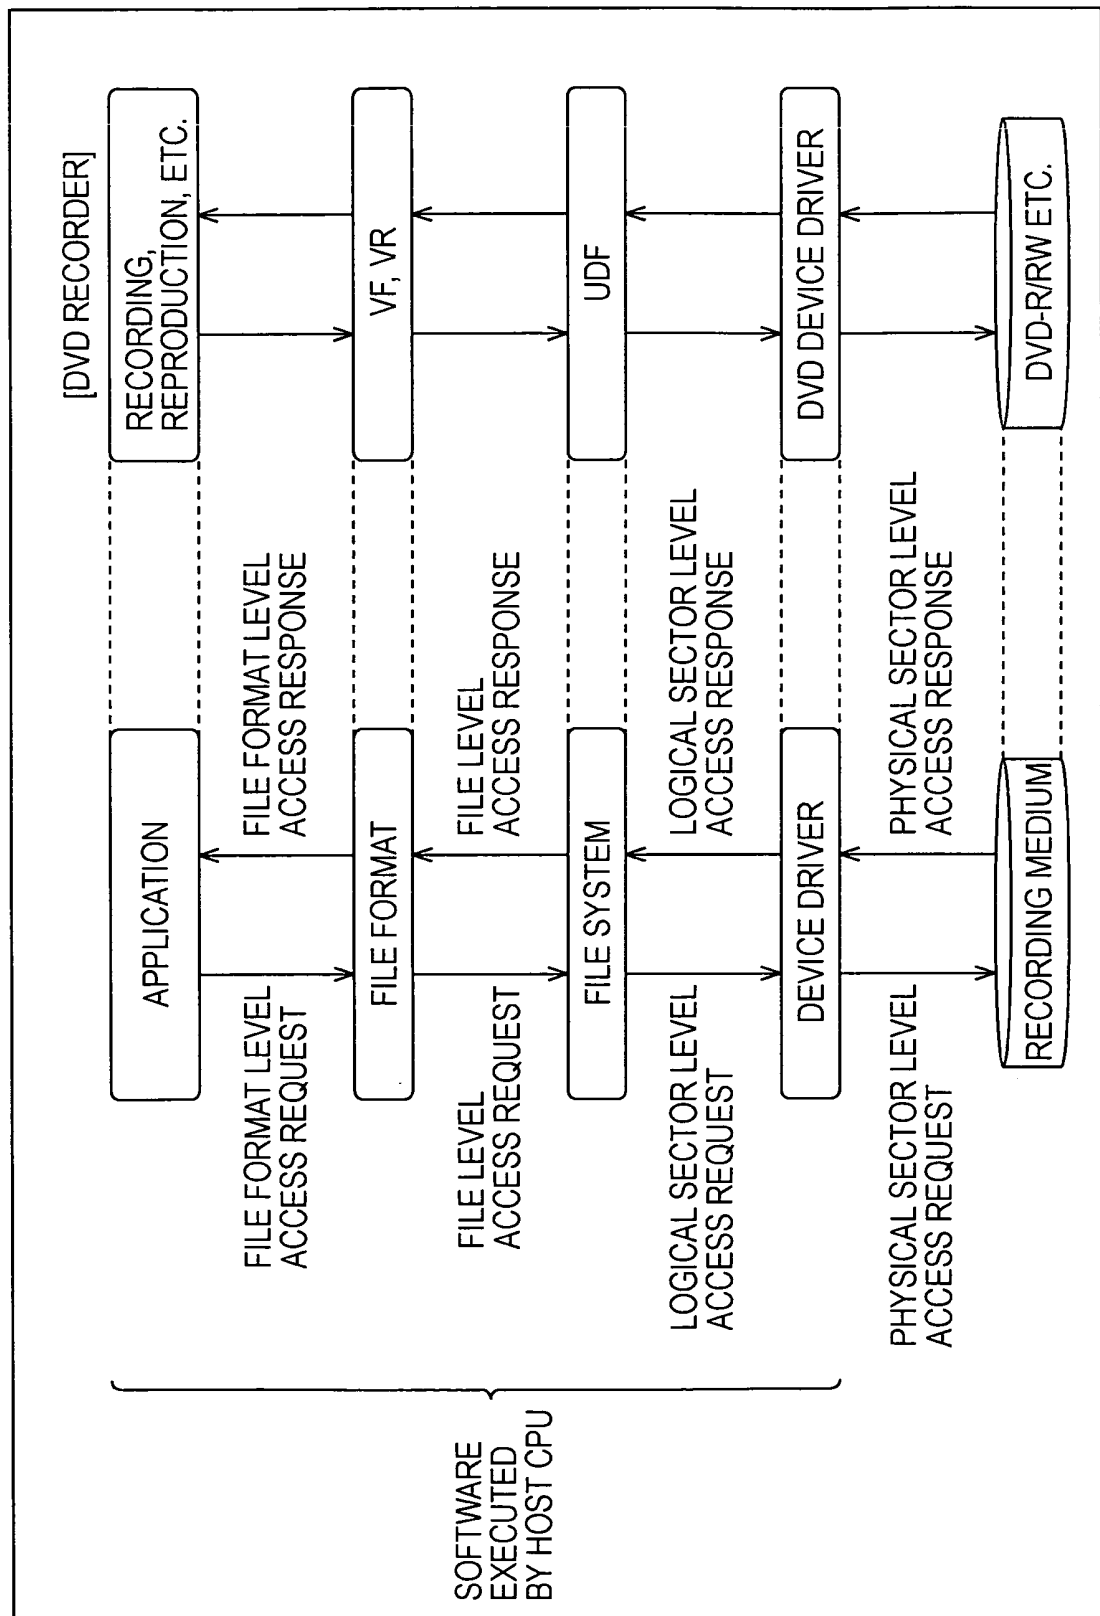 [DVD RECORDER]
APPLICATION
RECORDING,
REPRODUCTION, ETC.
FILE FORMAT LEVEL
ACCESS REQUEST
FILE FORMAT LEVEL
ACCESS RESPONSE
FILE FORMAT
VF, VR
FILE LEVEL
ACCESS REQUEST
FILE LEVEL
ACCESS RESPONSE
SOFTWARE
EXECUTED
BY HOST CPU
FILE SYSTEM
UDF
LOGICAL SECTOR LEVEL
ACCESS REQUEST
LOGICAL SECTOR LEVEL
ACCESS RESPONSE
DEVICE DRIVER
DVD DEVICE DRIVER
PHYSICAL SECTOR LEVEL
ACCESS REQUEST
PHYSICAL SECTOR LEVEL
ACCESS RESPONSE
RECORDING MEDIUM
DVD-R/RW ETC.